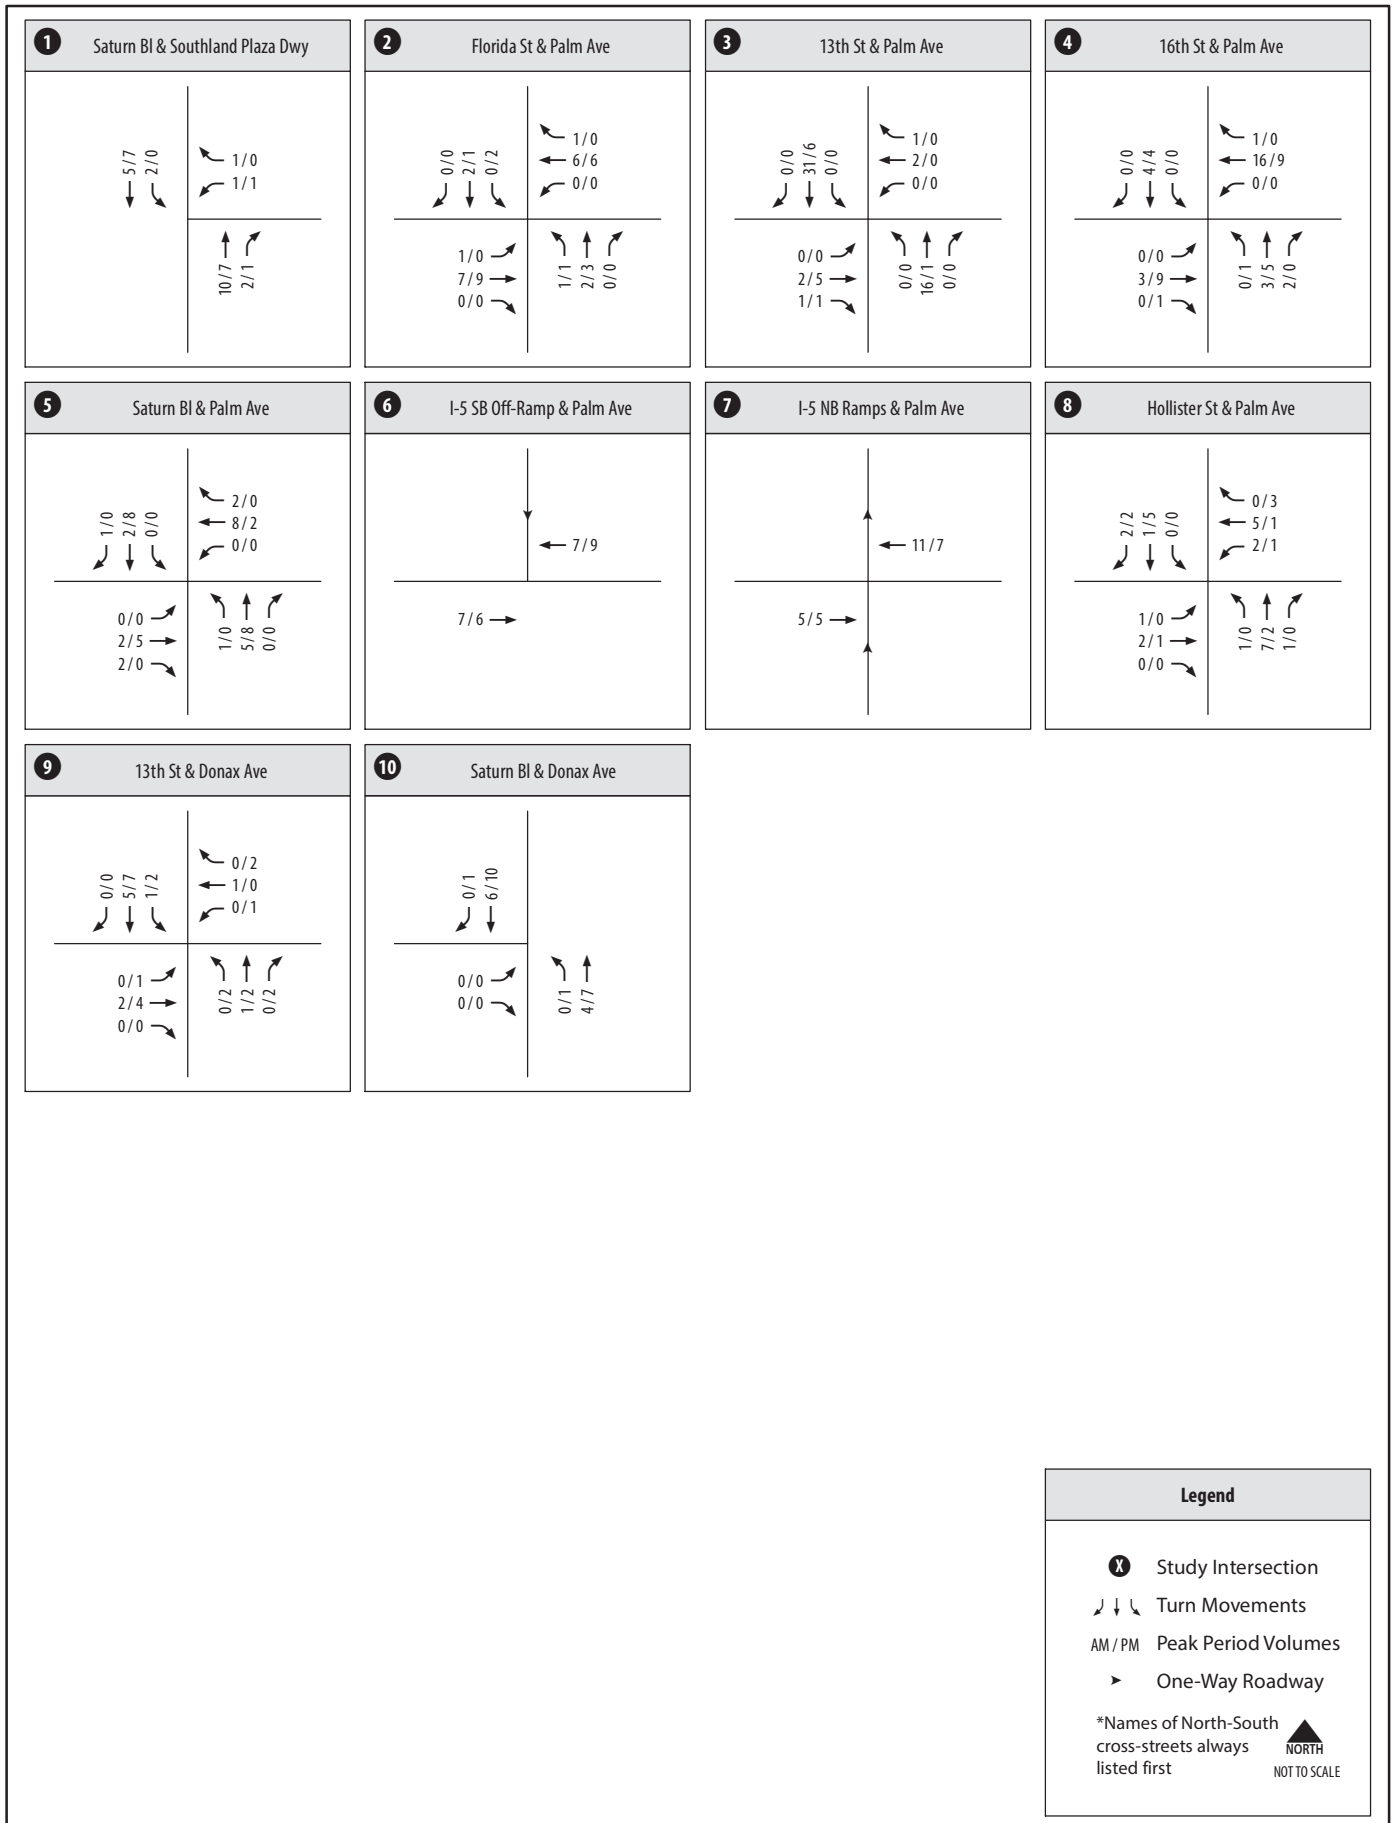 1 Saturn Bl & Southland Plaza Dwy
5 / 7
2 / 0
1 / 0
1 / 1
10 / 7
2 / 1
2 Florida St & Palm Ave
0 / 0
2 / 1
0 / 2
1 / 0
6 / 6
0 / 0
1 / 0
7 / 9
0 / 0
1 / 1
2 / 3
0 / 0
3 13th St & Palm Ave
0 / 0
31 / 6
0 / 0
1 / 0
2 / 0
0 / 0
0 / 0
2 / 5
1 / 1
0 / 0
16 / 1
0 / 0
4 16th St & Palm Ave
0 / 0
4 / 4
0 / 0
1 / 0
16 / 9
0 / 0
0 / 0
3 / 9
0 / 1
0 / 1
3 / 5
2 / 0
5 Saturn Bl & Palm Ave
1 / 0
2 / 8
0 / 0
2 / 0
8 / 2
0 / 0
0 / 0
2 / 5
2 / 0
1 / 0
5 / 8
0 / 0
6 I-5 SB Off-Ramp & Palm Ave
7 / 9
7 / 6
7 I-5 NB Ramps & Palm Ave
11 / 7
5 / 5
8 Hollister St & Palm Ave
2 / 2
1 / 5
0 / 0
0 / 3
5 / 1
2 / 1
1 / 0
2 / 1
0 / 0
1 / 0
7 / 2
1 / 0
9 13th St & Donax Ave
0 / 0
5 / 7
1 / 2
0 / 2
1 / 0
0 / 1
0 / 1
2 / 4
0 / 0
0 / 2
1 / 2
0 / 2
10 Saturn Bl & Donax Ave
0 / 1
6 / 10
0 / 0
0 / 0
0 / 1
4 / 7
Legend
X Study Intersection
Turn Movements
AM / PM Peak Period Volumes
One-Way Roadway
*Names of North-South
cross-streets always
listed first
NORTH
NOT TO SCALE